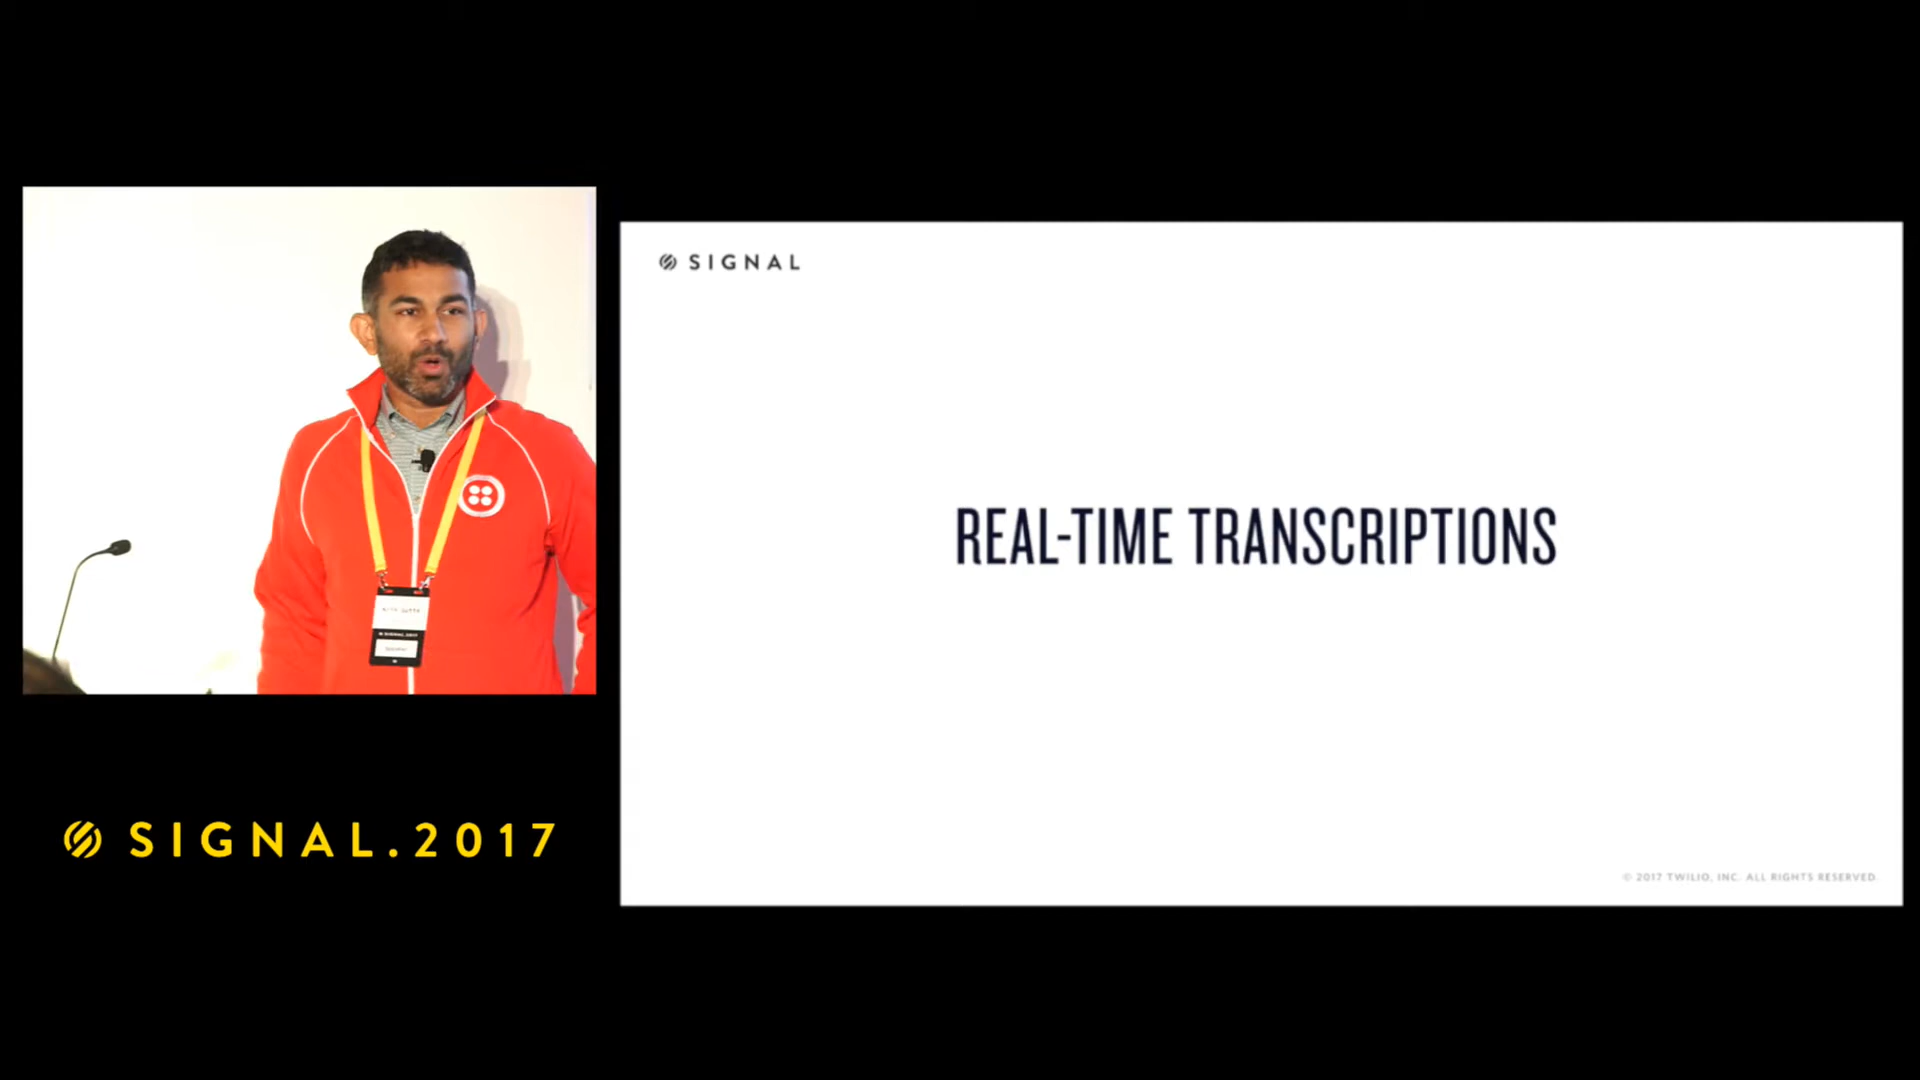 SIGNAL
REAL-TIME TRANSCRIPTIONS
© 2017 TWILIO, INC. ALL RIGHTS RESERVED
SIGNAL.2017